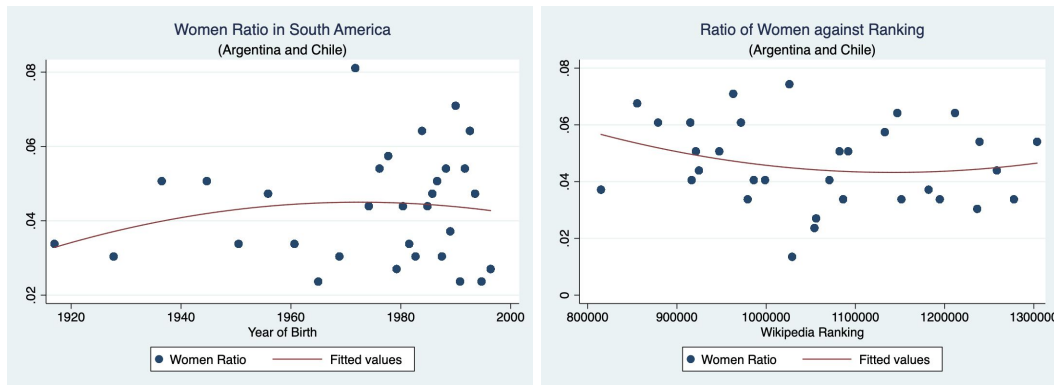 Women Ratio in South America
(Argentina and Chile)
.08
.06
.04
.02
1920 1940 1960 1980 2000
Year of Birth
Women Ratio Fitted values
Ratio of Women against Ranking
(Argentina and Chile)
.08
.06
.04
.02
0
800000 900000 1000000 1100000 1200000 1300000
Wikipedia Ranking
Women Ratio Fitted values